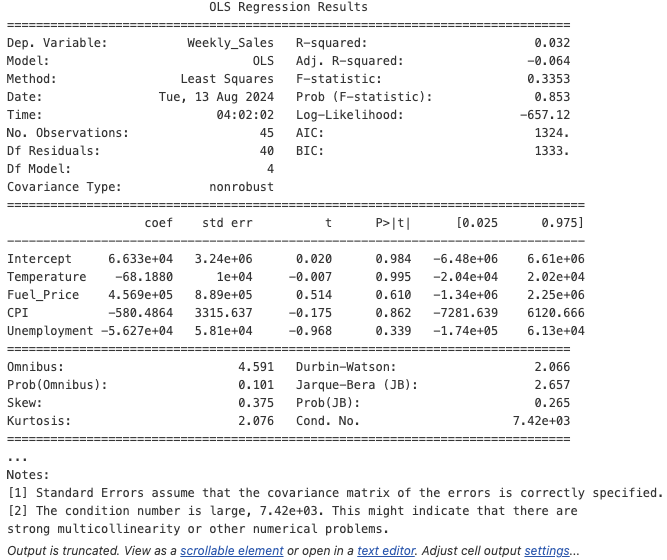 OLS Regression Results
==============================================================================
Dep. Variable: Weekly_Sales R-squared: 0.032
Model: OLS Adj. R-squared: -0.064
Method: Least Squares F-statistic: 0.3353
Date: Tue, 13 Aug 2024 Prob (F-statistic): 0.853
Time: 04:02:02 Log-Likelihood: -657.12
No. Observations: 45 AIC: 1324.
Df Residuals: 40 BIC: 1333.
Df Model: 4
Covariance Type: nonrobust
================================================================================
coef std err t P>|t| [0.025 0.975]
--------------------------------------------------------------------------------
Intercept 6.633e+04 3.24e+06 0.020 0.984 -6.48e+06 6.61e+06
Temperature -68.1880 1e+04 -0.007 0.995 -2.04e+04 2.02e+04
Fuel_Price 4.569e+05 8.89e+05 0.514 0.610 -1.34e+06 2.25e+06
CPI -580.4864 3315.637 -0.175 0.862 -7281.639 6120.666
Unemployment -5.627e+04 5.81e+04 -0.968 0.339 -1.74e+05 6.13e+04
==============================================================================
Omnibus: 4.591 Durbin-Watson: 2.066
Prob(Omnibus): 0.101 Jarque-Bera (JB): 2.657
Skew: 0.375 Prob(JB): 0.265
Kurtosis: 2.076 Cond. No. 7.42e+03
==============================================================================
...
Notes:
[1] Standard Errors assume that the covariance matrix of the errors is correctly specified.
[2] The condition number is large, 7.42e+03. This might indicate that there are
strong multicollinearity or other numerical problems.
Output is truncated. View as a scrollable element or open in a text editor. Adjust cell output settings...